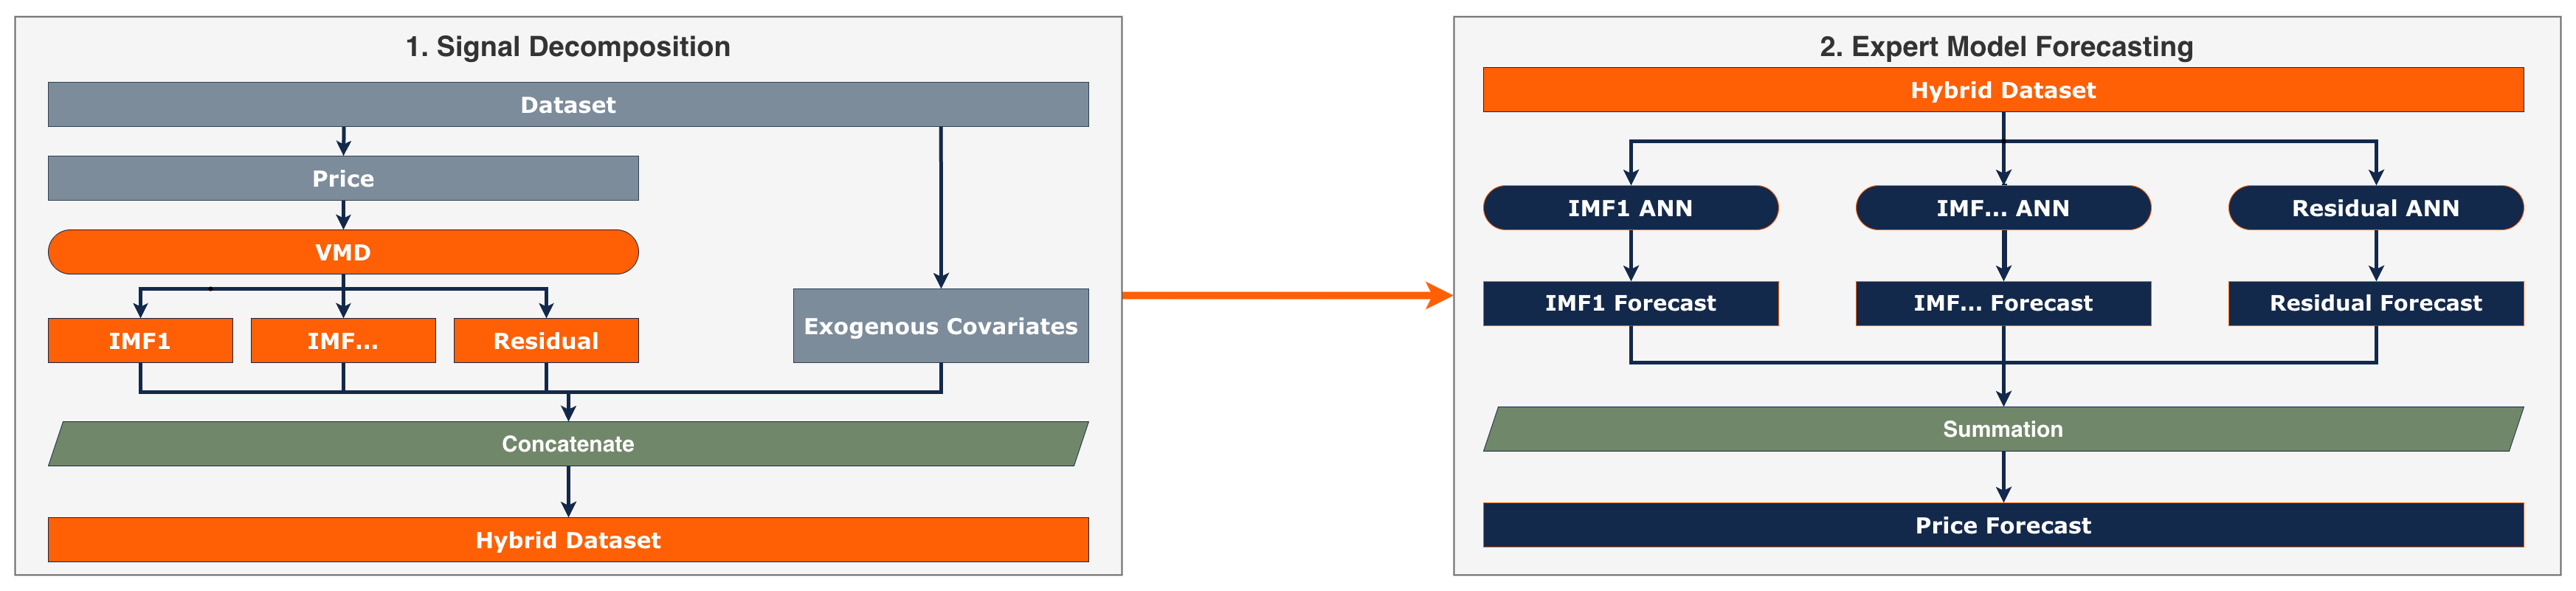 1. Signal Decomposition
Dataset
Price
VMD
IMF1
IMF...
Residual
Exogenous Covariates
Concatenate
Hybrid Dataset
2. Expert Model Forecasting
Hybrid Dataset
IMF1 ANN
IMF... ANN
Residual ANN
IMF1 Forecast
IMF... Forecast
Residual Forecast
Summation
Price Forecast